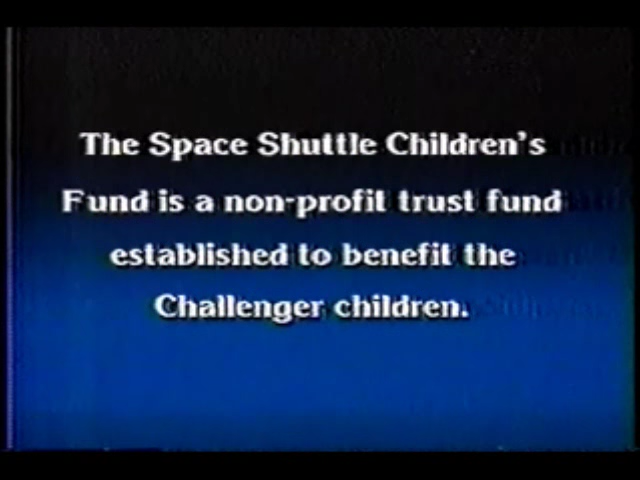 The Space Shuttle Children's
Fund is a non-profit trust fund
established to benefit the
Challenger children.